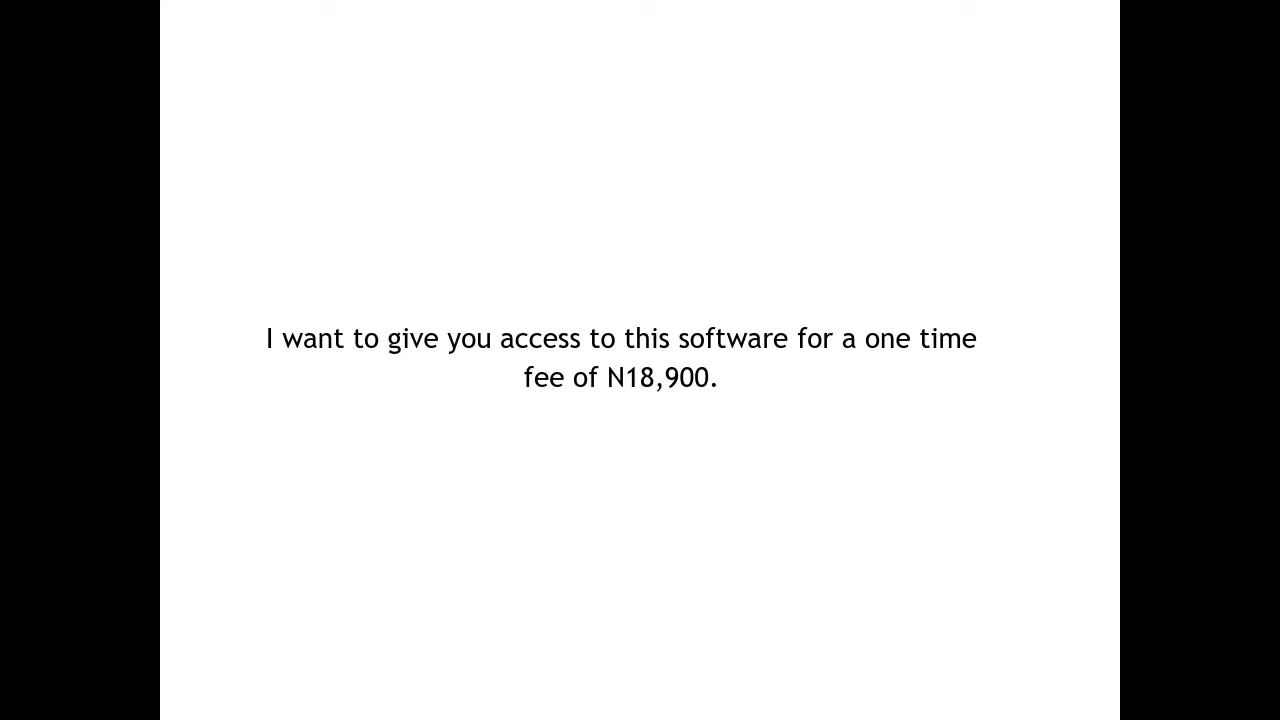 I want to give you access to this software for a one time
fee of N18,900.